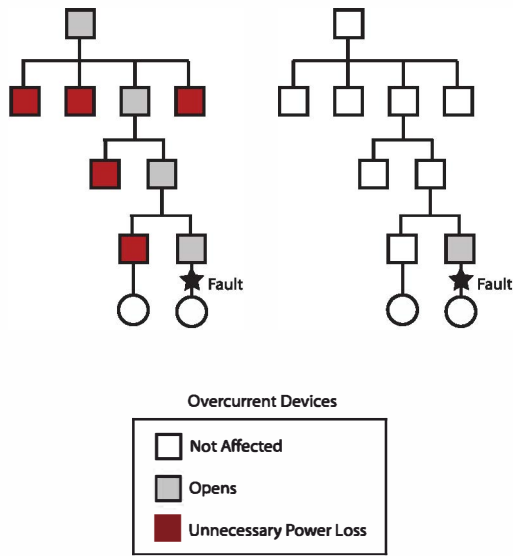 Fault
Fault
Overcurrent Devices
Not Affected
Opens
Unnecessary Power Loss